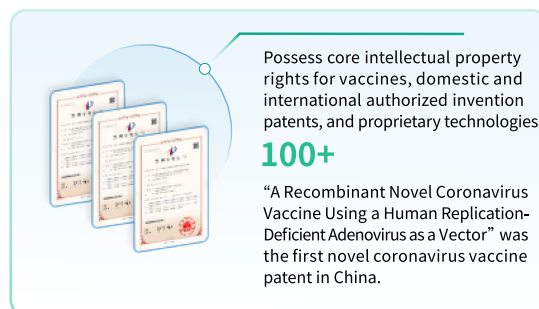 Possess core intellectual property
rights for vaccines, domestic and
international authorized invention
patents, and proprietary technologies
100+
“A Recombinant Novel Coronavirus
Vaccine Using a Human Replication-
Deficient Adenovirus as a Vector” was
the first novel coronavirus vaccine
patent in China.